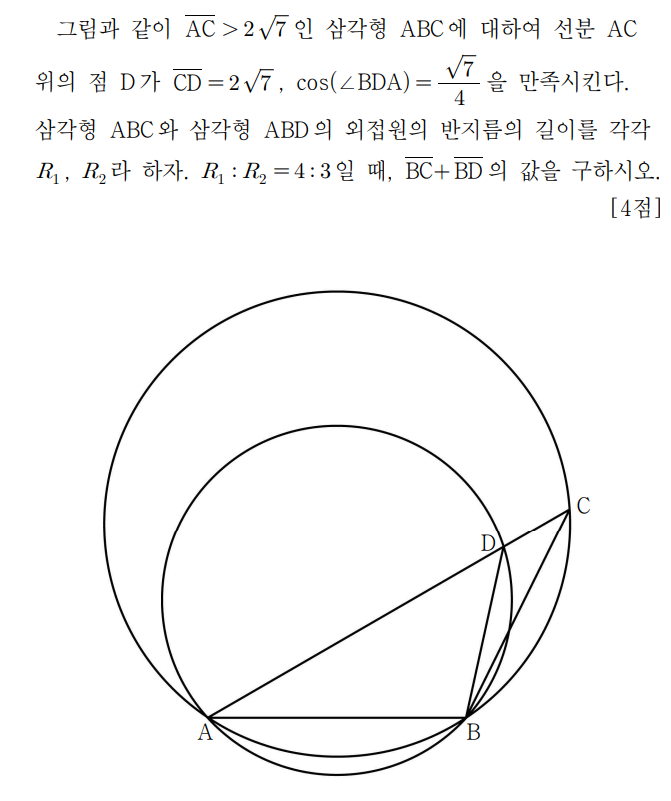 그림과 같이 $\overline{AC} > 2\sqrt{7}$ 인 삼각형 ABC에 대하여 선분 AC
위의 점 D가 $\overline{CD} = 2\sqrt{7}$, $\cos(\angle BDA) = \frac{\sqrt{7}}{4}$ 을 만족시킨다.
삼각형 ABC와 삼각형 ABD의 외접원의 반지름의 길이를 각각
$R_1$, $R_2$라 하자. $R_1 : R_2 = 4 : 3$일 때, $\overline{BC} + \overline{BD}$의 값을 구하시오.
[4점]
C
D
A
B